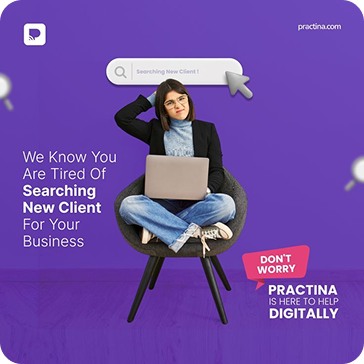 practina.com
Searching New Client !
We Know You
Are Tired Of
Searching
New Client
For Your
Business
DON'T
WORRY
PRACTINA
IS HERE TO HELP
DIGITALLY